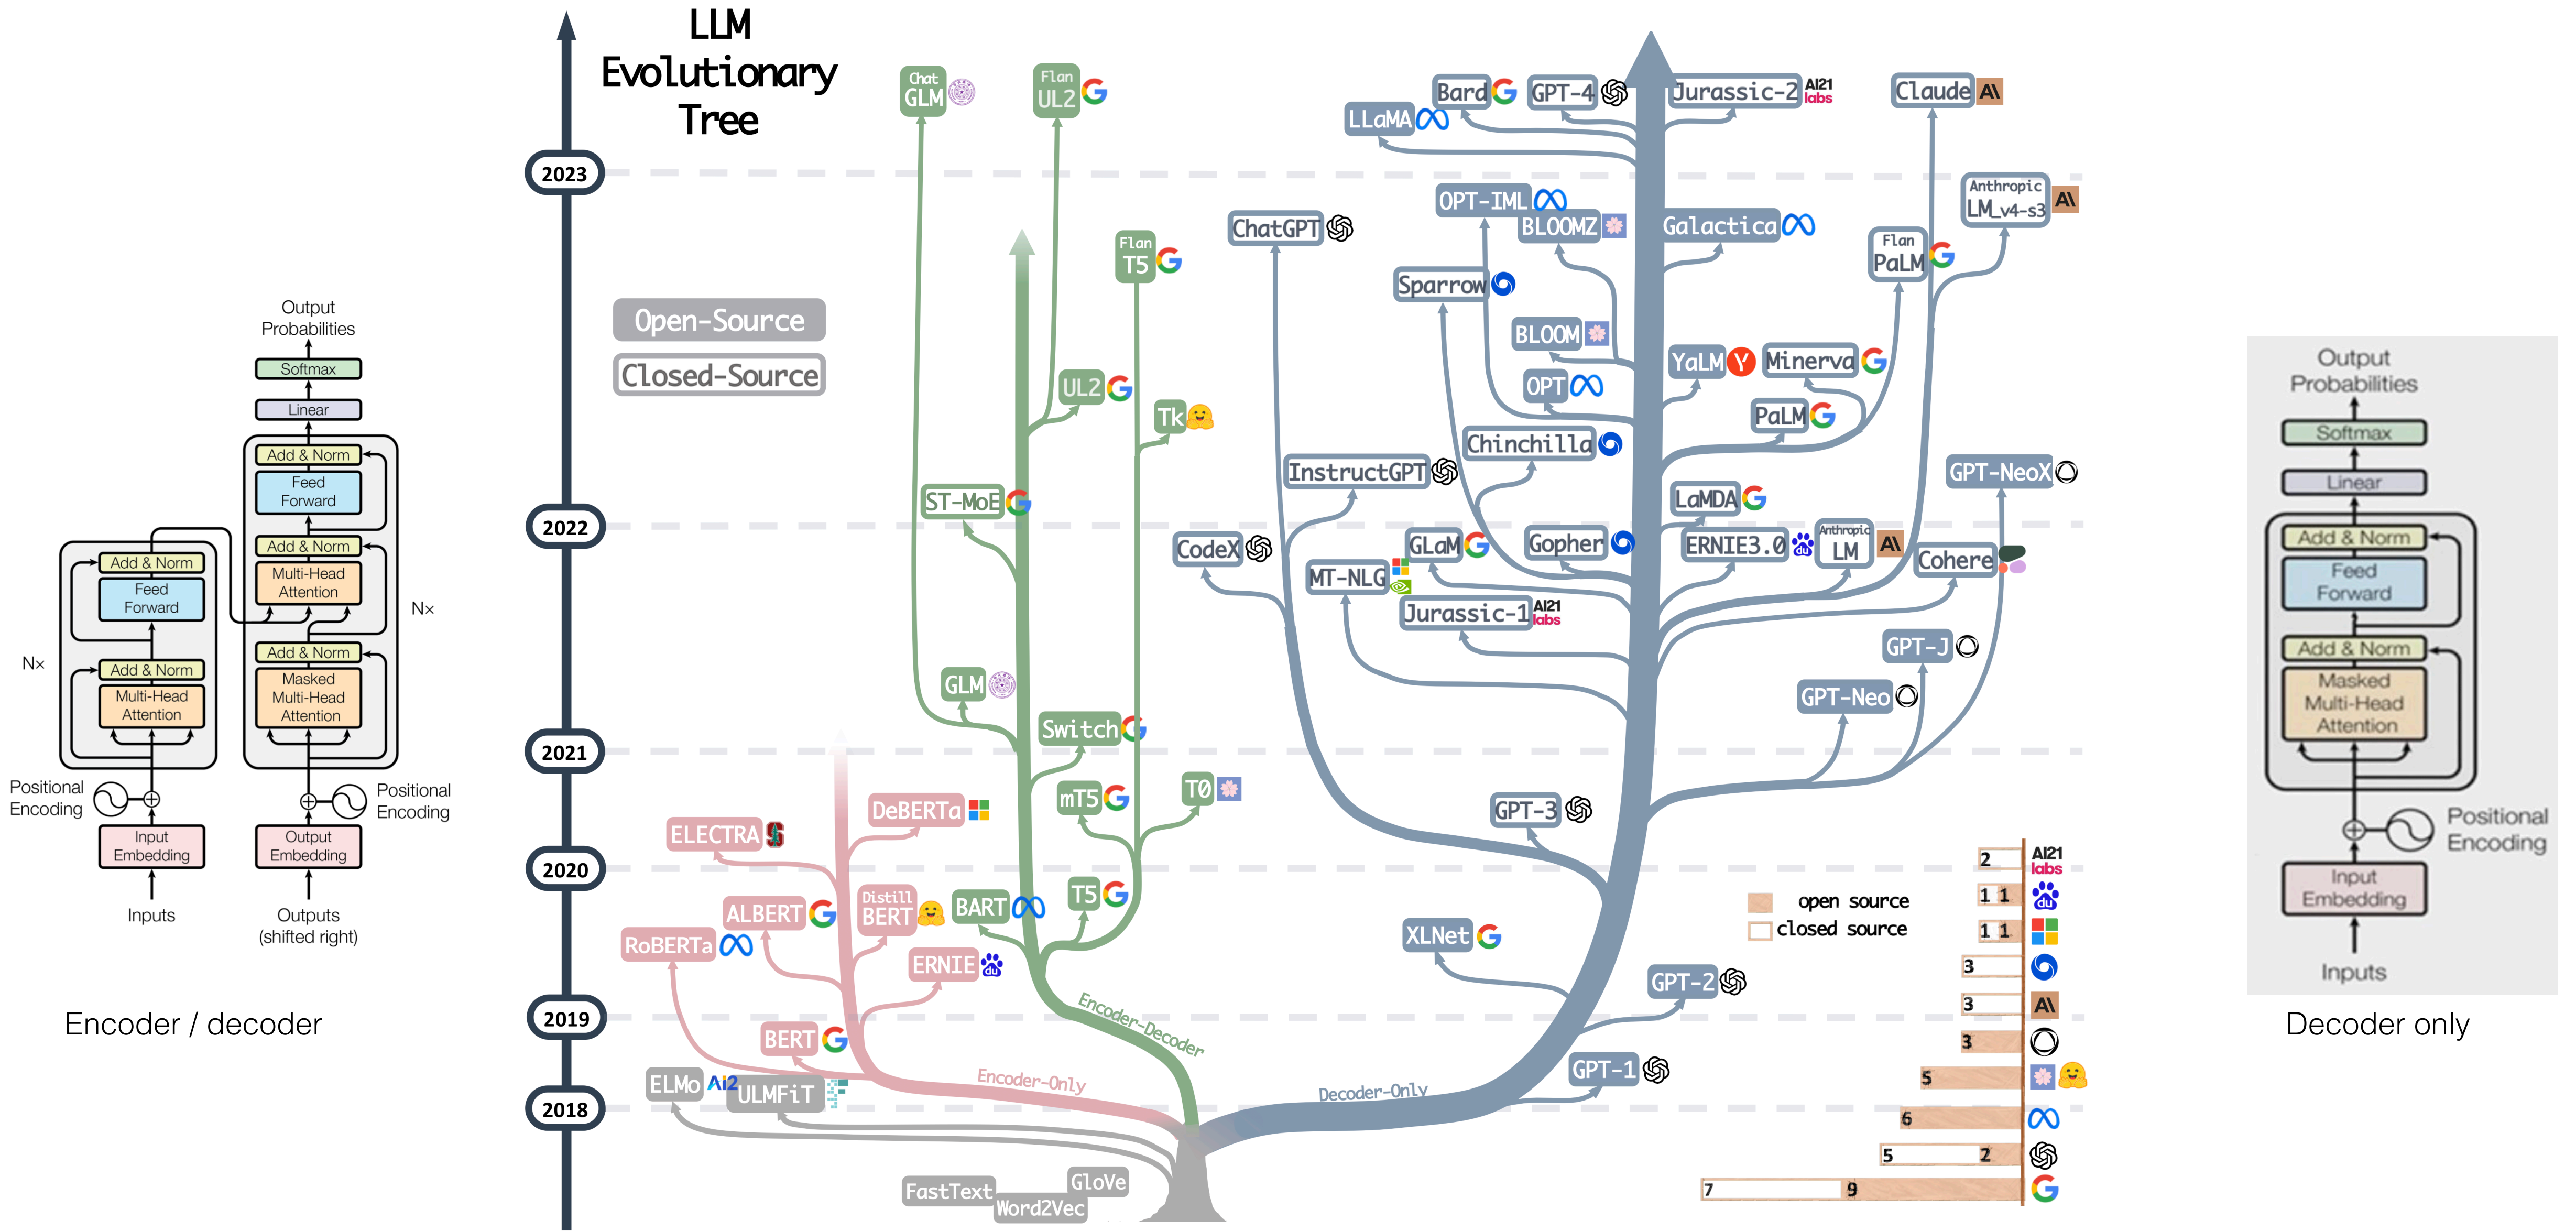 LLM
Evolutionary
Tree
2023
2022
2021
2020
2019
2018
Open-Source
Closed-Source
Output
Probabilities
Softmax
Linear
Add & Norm
Feed
Forward
Add & Norm
Multi-Head
Attention
Add & Norm
Masked
Multi-Head
Attention
Nx
Positional
Encoding
Output
Embedding
Outputs
(shifted right)
Add & Norm
Feed
Forward
Add & Norm
Multi-Head
Attention
Nx
Positional
Encoding
Input
Embedding
Inputs
Encoder / decoder
Chat
GLM
Flan
UL2
Flan
T5
UL2
Tk
ST-MoE
GLM
Switch
mT5
T0
BART
T5
Encoder-Decoder
DeBERTa
ELECTRA
ALBERT
Distill
BERT
RoBERTa
ERNIE
du
BERT
Encoder-Only
ELMo
Ai2
ULMFiT
FastText
GloVe
Word2Vec
LLaMA
Bard
GPT-4
Jurassic-2
AI21
labs
Claude
A\
Anthropic
LM_v4-s3
A\
OPT-IML
BLOOMZ
Galactica
ChatGPT
Flan
PaLM
Sparrow
BLOOM
YaLM
Y
Minerva
OPT
PaLM
Chinchilla
InstructGPT
GPT-NeoX
LaMDA
CodeX
GLaM
Gopher
ERNIE3.0
du
Anthropic
LM
A\
Cohere
MT-NLG
Jurassic-1
AI21
labs
GPT-J
GPT-Neo
GPT-3
XLNet
GPT-2
GPT-1
Decoder-Only
open source
closed source
2
AI21
labs
1 1
du
1 1
3
3
A\
3
5
6
5 2
7 9
Output
Probabilities
Softmax
Linear
Add & Norm
Feed
Forward
Add & Norm
Masked
Multi-Head
Attention
Positional
Encoding
Input
Embedding
Inputs
Decoder only